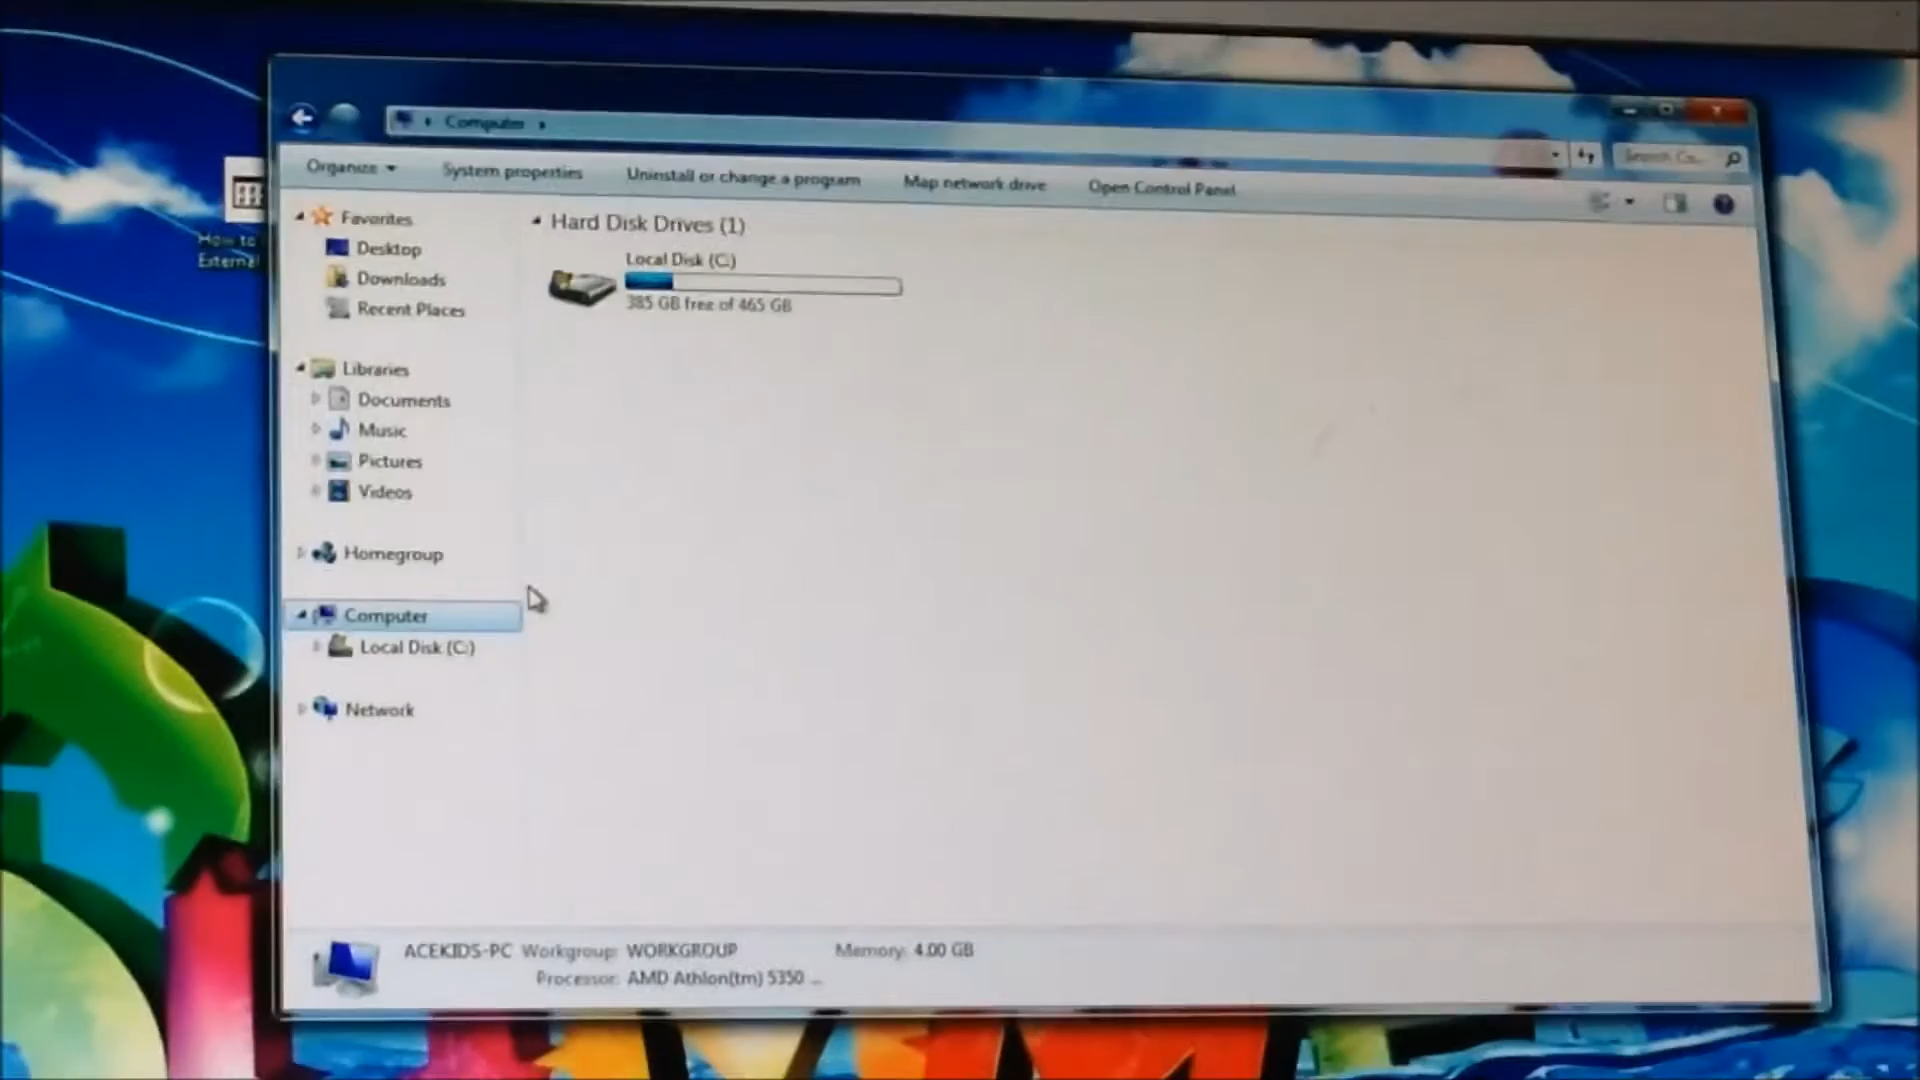 Computer
Search Co...
Organize
System properties
Uninstall or change a program
Map network drive
Open Control Panel
How to
External
Favorites
Desktop
Downloads
Recent Places
Libraries
Documents
Music
Pictures
Videos
Homegroup
Computer
Local Disk (C:)
Network
Hard Disk Drives (1)
Local Disk (C:)
385 GB free of 465 GB
ACEKIDS-PC Workgroup: WORKGROUP Memory: 4.00 GB
Processor: AMD Athlon(tm) 5350 ...